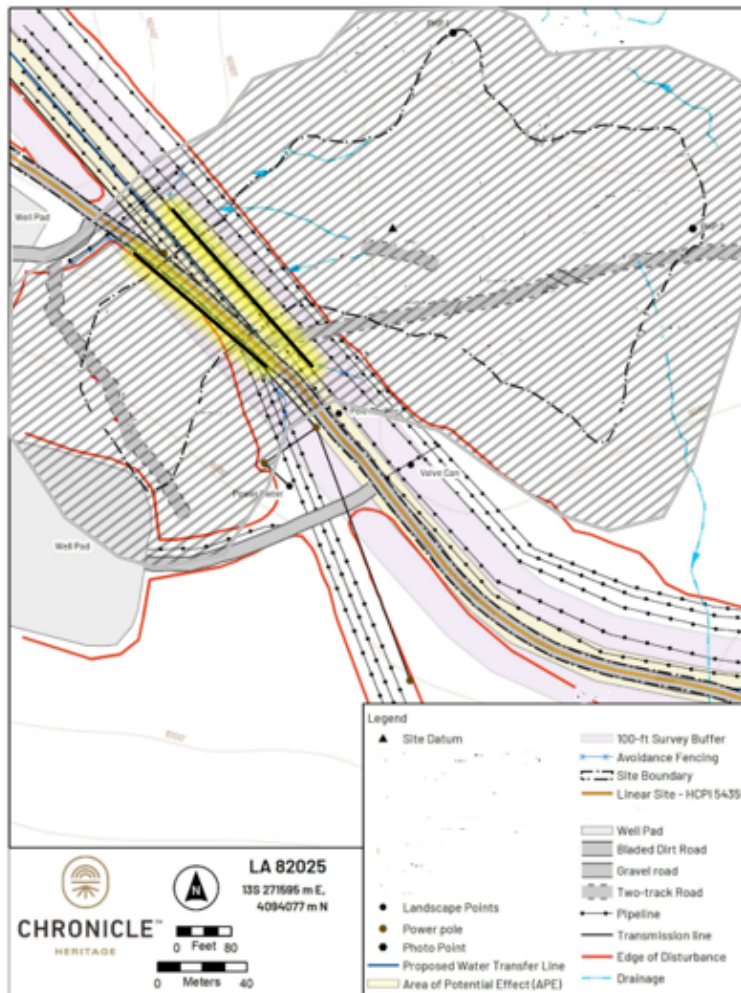 Well Pad
Power Meter
Valve Can
Well Pad
Legend
Site Datum
Landscape Points
Power pole
Photo Point
Proposed Water Transfer Line
Area of Potential Effect (APE)
100-ft Survey Buffer
Avoidance Fencing
Site Boundary
Linear Site - HCPI 5435
Well Pad
Bladed Dirt Road
Gravel road
Two-track Road
Pipeline
Transmission line
Edge of Disturbance
Drainage
CHRONICLE™
HERITAGE
N
LA 82025
13S 271595 m E,
4094077 m N
0 Feet 80
0 Meters 40